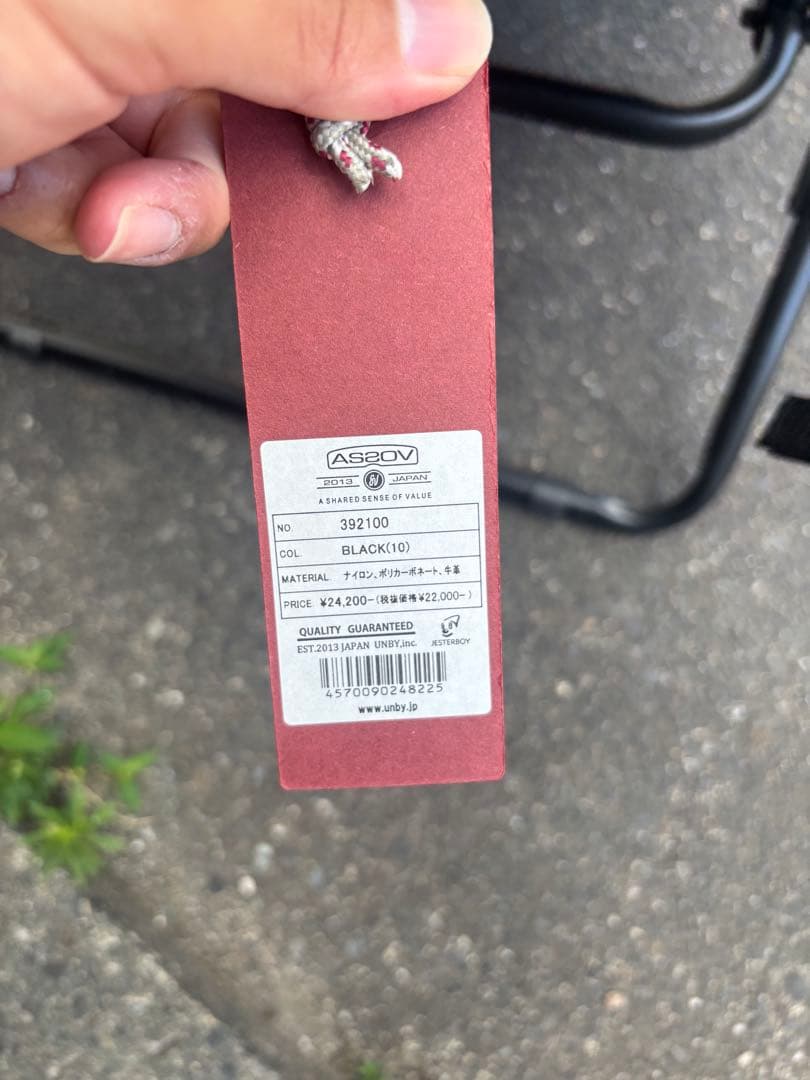 ASSOV
2013 JAPAN
A SHARED SENSE OF VALUE
NO. 392100
COL. BLACK(10)
MATERIAL ナイロン、ポリカーボネート、牛革
PRICE ¥24,200-(税抜価格¥22,000-)
QUALITY GUARANTEED
EST.2013 JAPAN UNBY,inc.
JESTERBOY
4570090248225
www.unby.jp